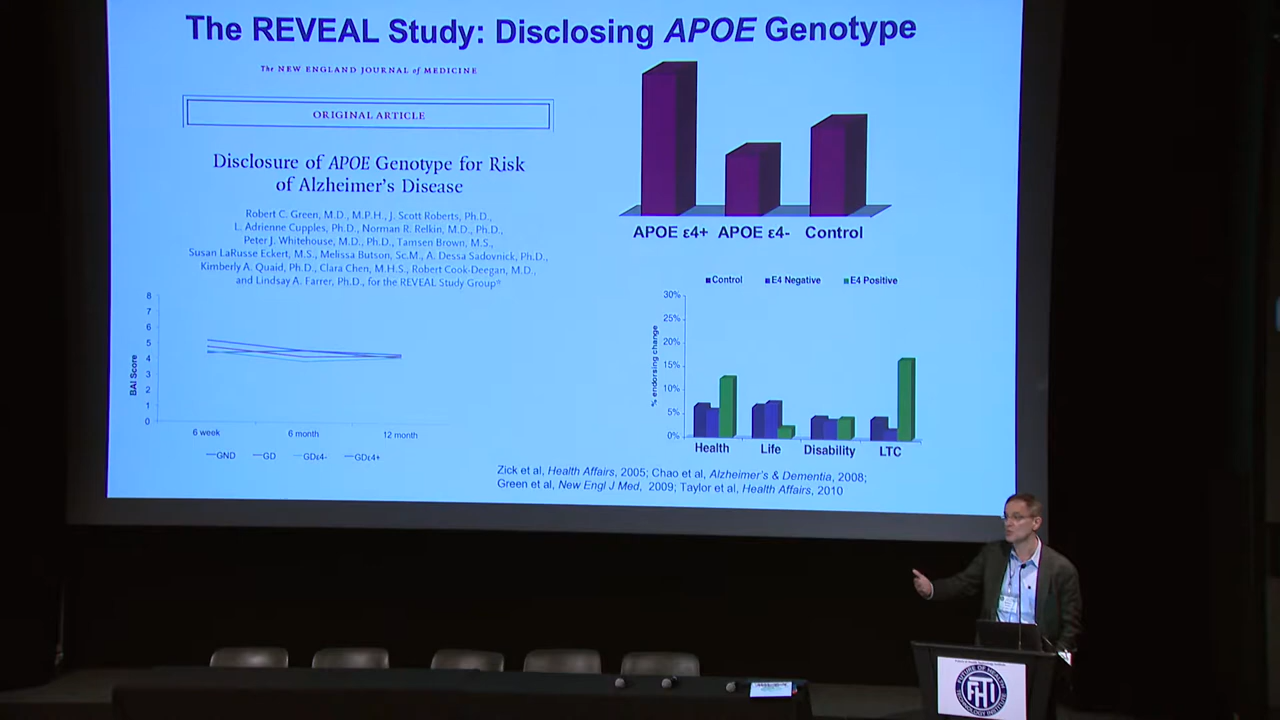 The REVEAL Study: Disclosing APOE Genotype
The NEW ENGLAND JOURNAL of MEDICINE
ORIGINAL ARTICLE
Disclosure of APOE Genotype for Risk
of Alzheimer's Disease
Robert C. Green, M.D., M.P.H., J. Scott Roberts, Ph.D.,
L. Adrienne Cupples, Ph.D., Norman R. Relkin, M.D., Ph.D.,
Peter J. Whitehouse, M.D., Ph.D., Tamsen Brown, M.S.,
Susan LaRusse Eckert, M.S., Melissa Butson, Sc.M., A. Dessa Sadovnick, Ph.D.,
Kimberly A. Quaid, Ph.D., Clara Chen, M.H.S., Robert Cook-Deegan, M.D.,
and Lindsay A. Farrer, Ph.D., for the REVEAL Study Group*
APOE ε4+ APOE ε4- Control
BAI Score
8
7
6
5
4
3
2
1
0
6 week 6 month 12 month
GND GD GDε4- GDε4+
Control E4 Negative E4 Positive
% endorsing change
30%
25%
20%
15%
10%
5%
0%
Health Life Disability LTC
Zick et al, Health Affairs, 2005; Chao et al, Alzheimer's & Dementia, 2008;
Green et al, New Engl J Med, 2009; Taylor et al, Health Affairs, 2010
FUTURE OF HEALTH
FHTI
TECHNOLOGY INSTITUTE